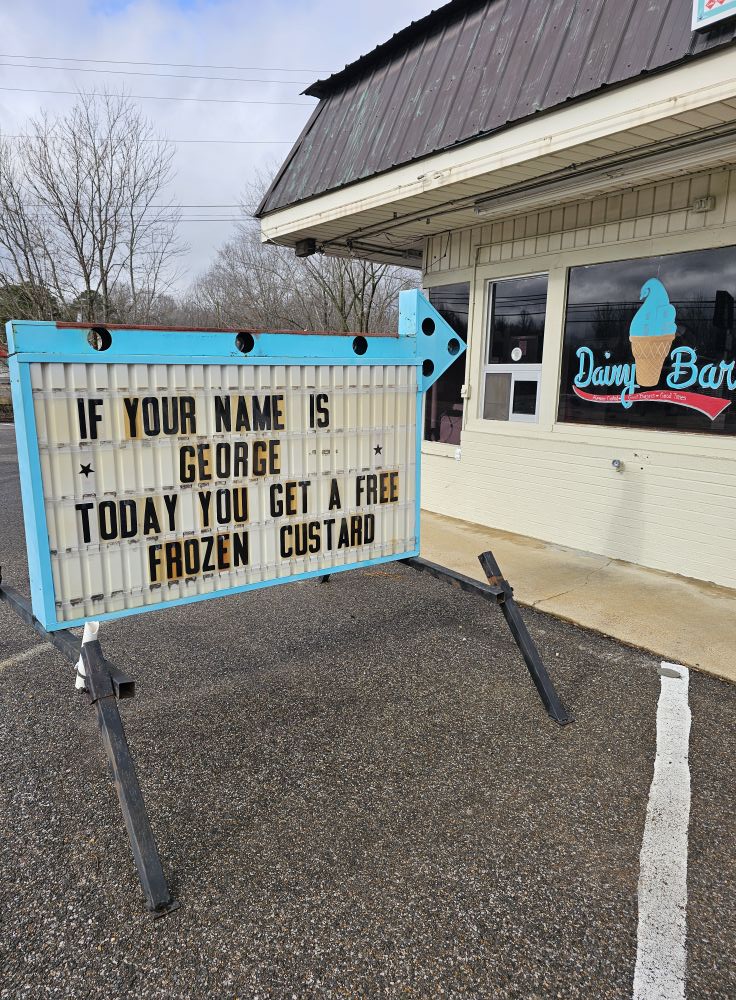 IF YOUR NAME IS
GEORGE
TODAY YOU GET A FREE
FROZEN CUSTARD
Dairy Bar